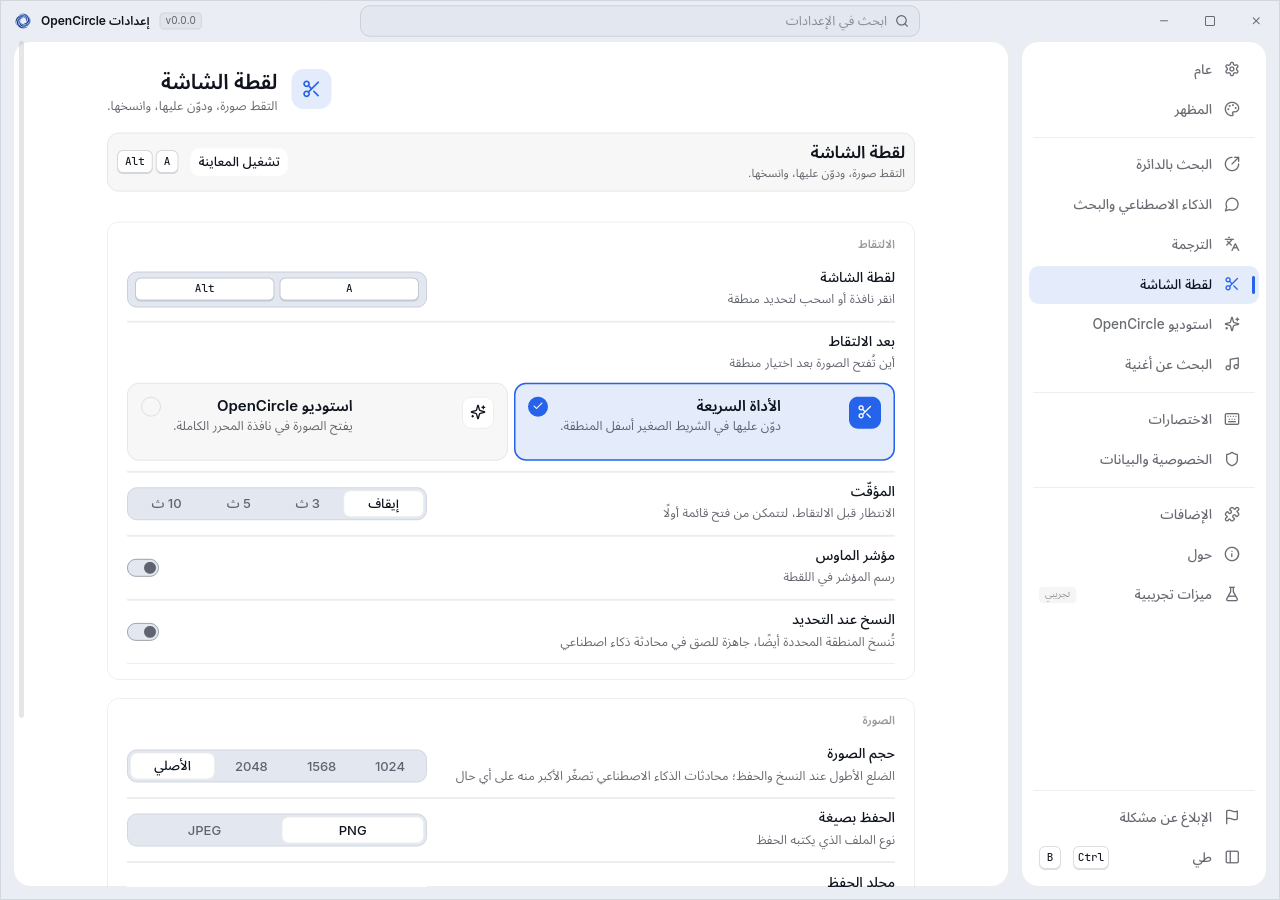 إعدادات OpenCircle
v0.0.0
ابحث في الإعدادات
عام
المظهر
البحث بالدائرة
الذكاء الاصطناعي والبحث
الترجمة
لقطة الشاشة
استوديو OpenCircle
البحث عن أغنية
الاختصارات
الخصوصية والبيانات
الإضافات
حول
ميزات تجريبية
تجريبي
الإبلاغ عن مشكلة
طي
Ctrl B
لقطة الشاشة
التقط صورة، ودوّن عليها، وانسخها.
لقطة الشاشة
التقط صورة، ودوّن عليها، وانسخها.
تشغيل المعاينة
Alt A
الالتقاط
لقطة الشاشة
انقر نافذة أو اسحب لتحديد منطقة
Alt A
بعد الالتقاط
أين تُفتح الصورة بعد اختيار منطقة
الأداة السريعة
دوّن عليها في الشريط الصغير أسفل المنطقة.
استوديو OpenCircle
يفتح الصورة في نافذة المحرر الكاملة.
المؤقّت
الانتظار قبل الالتقاط، لتتمكن من فتح قائمة أولًا
إيقاف
3 ث
5 ث
10 ث
مؤشر الماوس
رسم المؤشر في اللقطة
النسخ عند التحديد
تُنسخ المنطقة المحددة أيضًا، جاهزة للصق في محادثة ذكاء اصطناعي
الصورة
حجم الصورة
الضلع الأطول عند النسخ والحفظ؛ محادثات الذكاء الاصطناعي تصغّر الأكبر منه على أي حال
1024
1568
2048
الأصلي
الحفظ بصيغة
نوع الملف الذي يكتبه الحفظ
PNG
JPEG
مجلد الحفظ